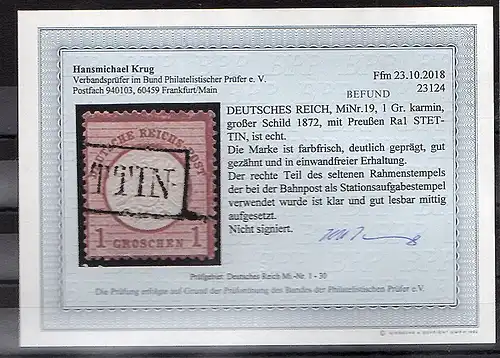 Hansmichael Krug
Verbandsprüfer im Bund Philatelistischer Prüfer e. V.
Postfach 940103, 60459 Frankfurt/Main
Ffm 23.10.2018
23124
BEFUND
DEUTSCHES REICH, MiNr.19, 1 Gr. karmin,
großer Schild 1872, mit Preußen Ra1 STET-
TIN, ist echt.
Die Marke ist farbfrisch, deutlich geprägt, gut
gezähnt und in einwandfreier Erhaltung.
Der rechte Teil des seltenen Rahmenstempels
der bei der Bahnpost als Stationsaufgabestempel
verwendet wurde ist klar und gut lesbar mittig
aufgesetzt.
Nicht signiert.
DEUTSCHE REICHS-POST
TTIN
1 GROSCHEN 1
Prüfgebiet: Deutsches Reich Mi.-Nr. 1 - 30
Die Prüfung erfolgte auf Grund der Prüfordnung des Bundes der Philatelistischen Prüfer e.V.